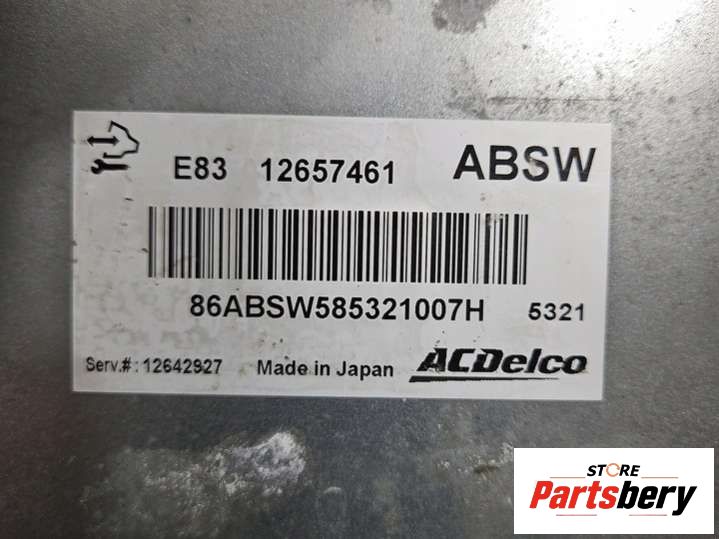 E83 12657461 ABSW
86ABSW585321007H 5321
Serv.#: 12642927 Made in Japan ACDelco
STORE
Partsbery